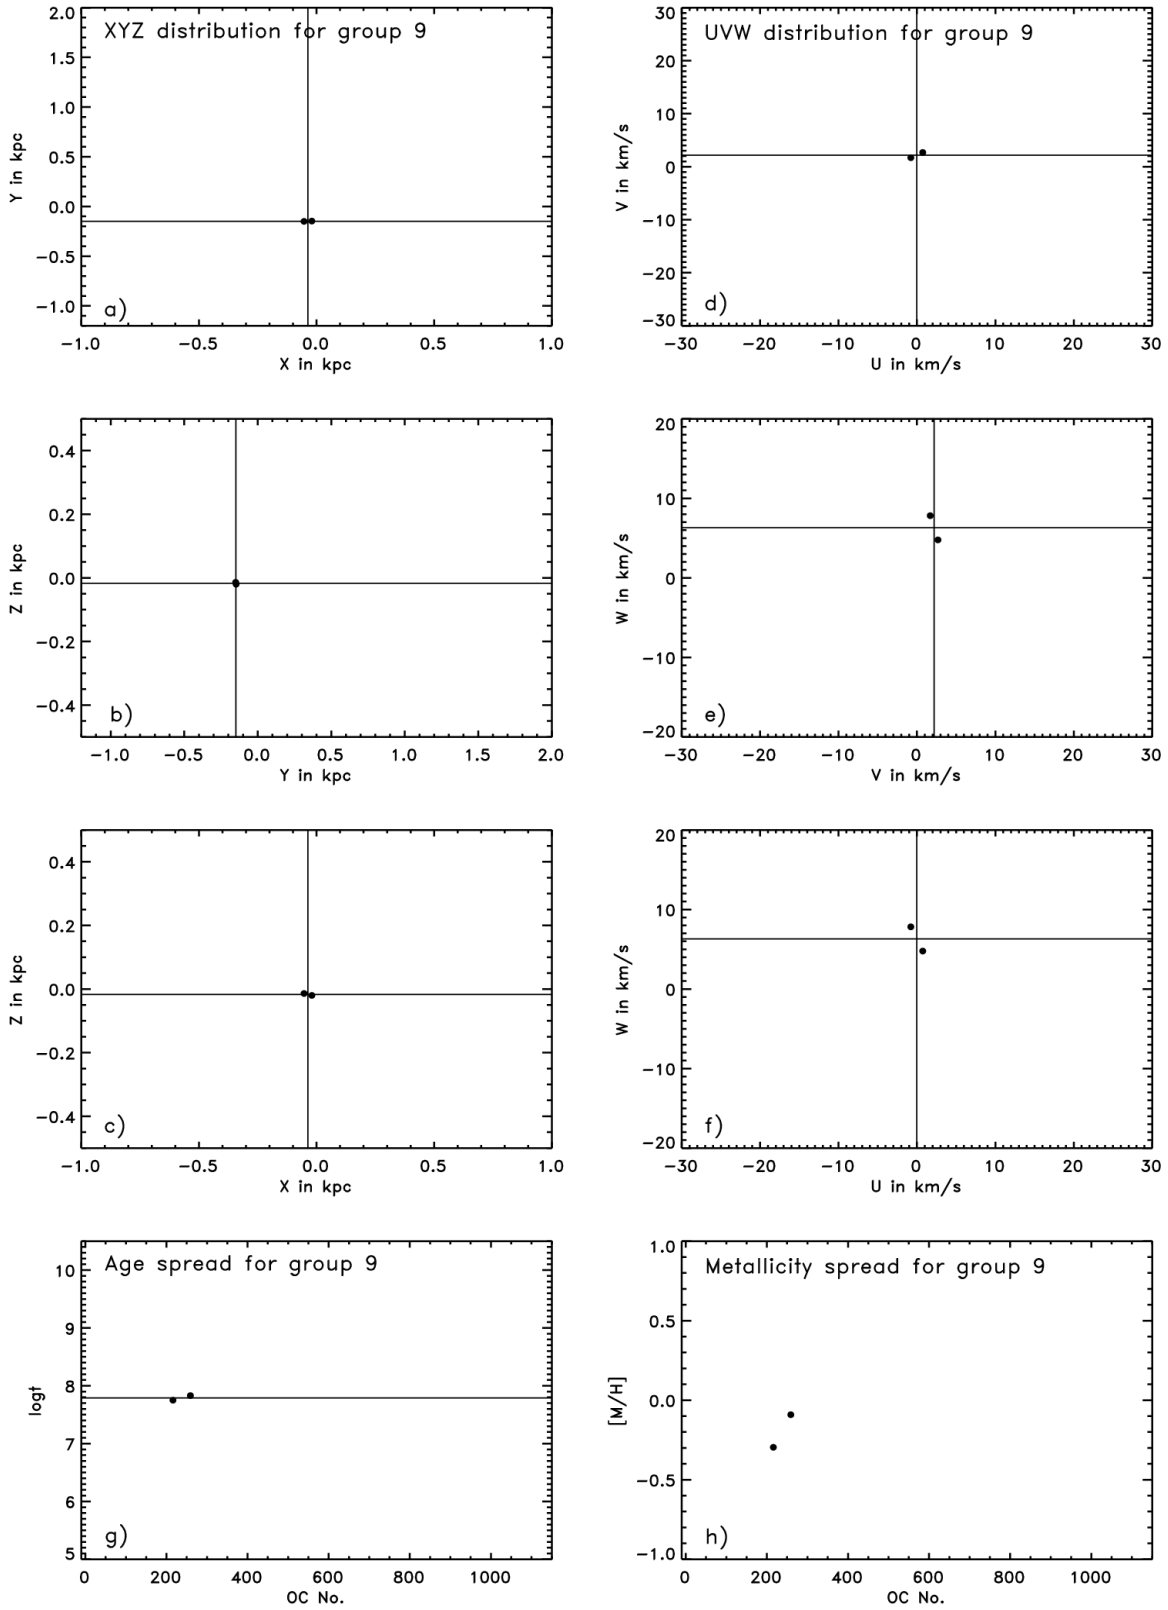 XYZ distribution for group 9
2.0
1.5
1.0
0.5
0.0
−0.5
−1.0
Y in kpc
a)
−1.0 −0.5 0.0 0.5 1.0
X in kpc
UVW distribution for group 9
30
20
10
0
−10
−20
−30
V in km/s
d)
−30 −20 −10 0 10 20 30
U in km/s
0.4
0.2
0.0
−0.2
−0.4
Z in kpc
b)
−1.0 −0.5 0.0 0.5 1.0 1.5 2.0
Y in kpc
20
10
0
−10
−20
W in km/s
e)
−30 −20 −10 0 10 20 30
V in km/s
0.4
0.2
0.0
−0.2
−0.4
Z in kpc
c)
−1.0 −0.5 0.0 0.5 1.0
X in kpc
20
10
0
−10
−20
W in km/s
f)
−30 −20 −10 0 10 20 30
U in km/s
Age spread for group 9
10
9
8
7
6
5
logt
g)
0 200 400 600 800 1000
OC No.
Metallicity spread for group 9
1.0
0.5
0.0
−0.5
−1.0
[M/H]
h)
0 200 400 600 800 1000
OC No.